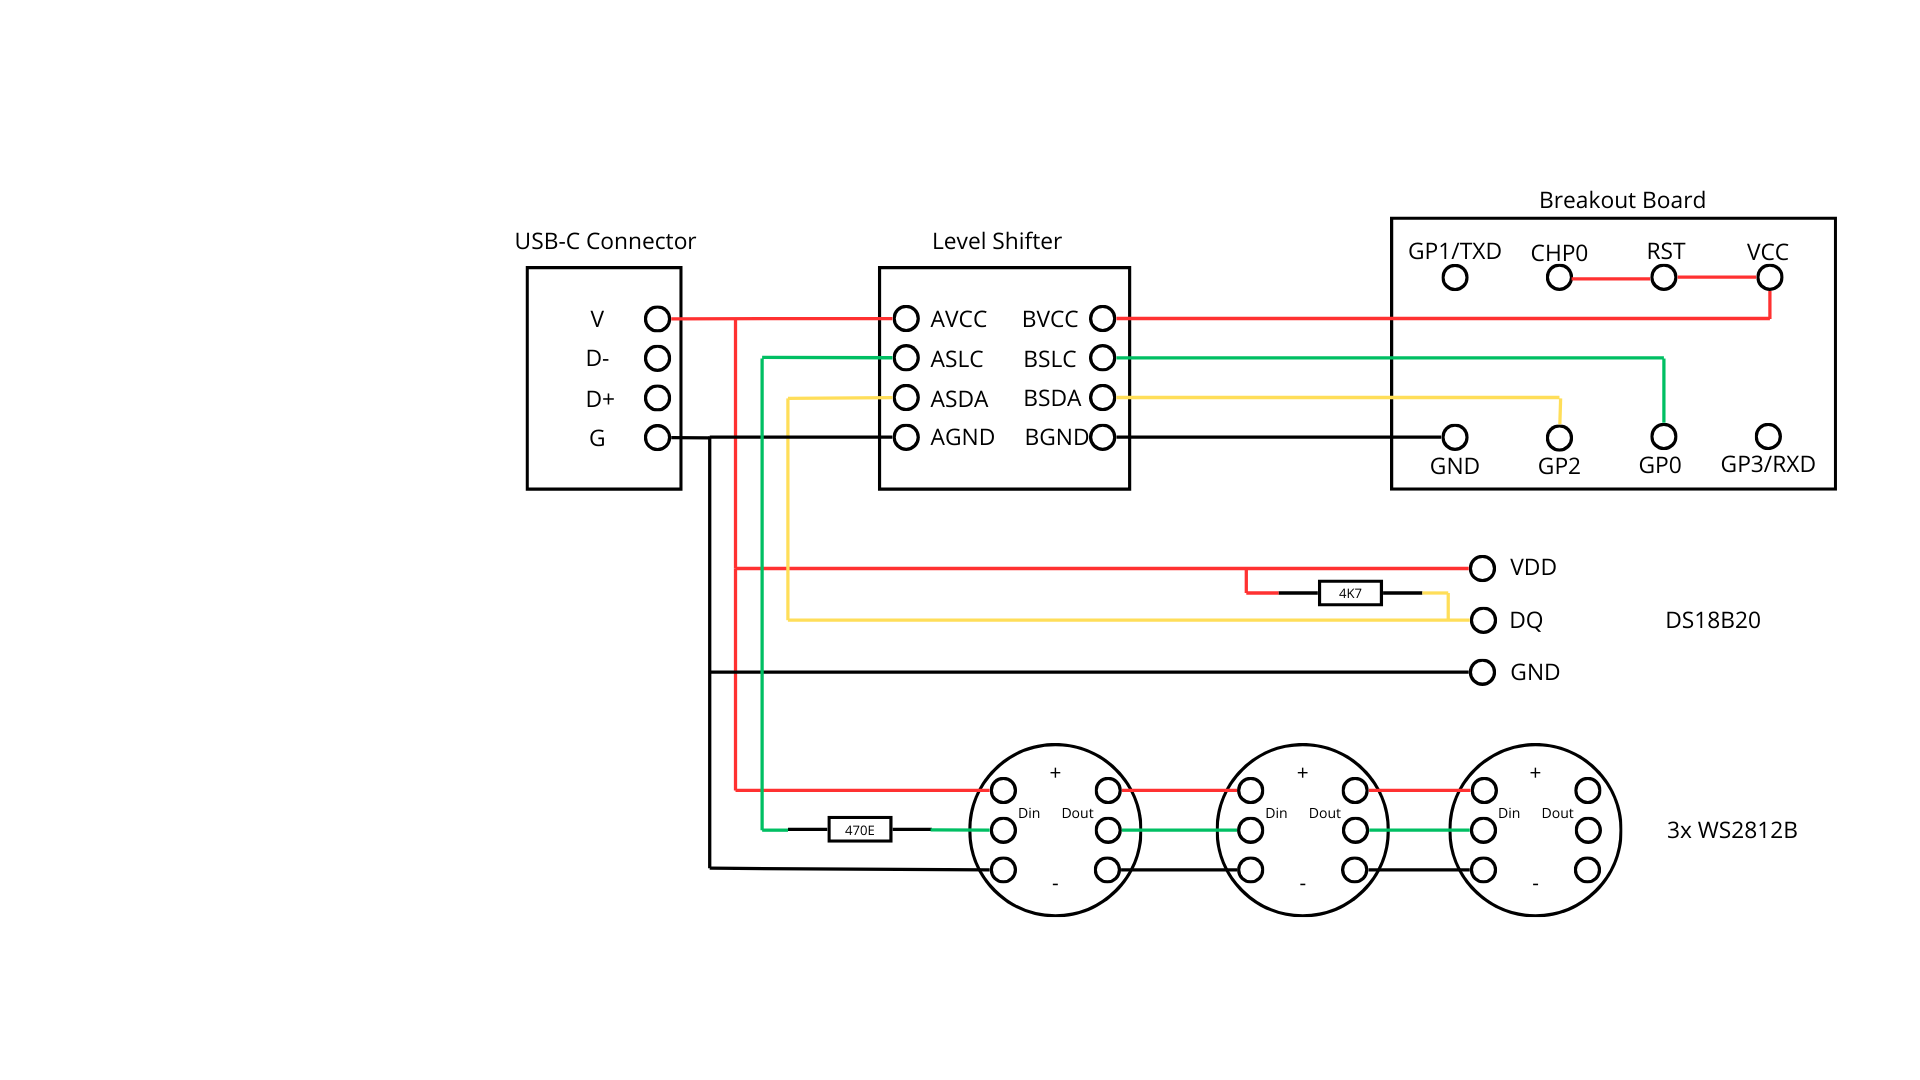 Breakout Board
USB-C Connector
Level Shifter
GP1/TXD CHP0 RST VCC
V
D-
D+
G
AVCC BVCC
ASLC BSLC
ASDA BSDA
AGND BGND
GND GP2 GP0 GP3/RXD
VDD
4K7
DQ
DS18B20
GND
+ + +
Din Dout Din Dout Din Dout
470E
3x WS2812B
- - -